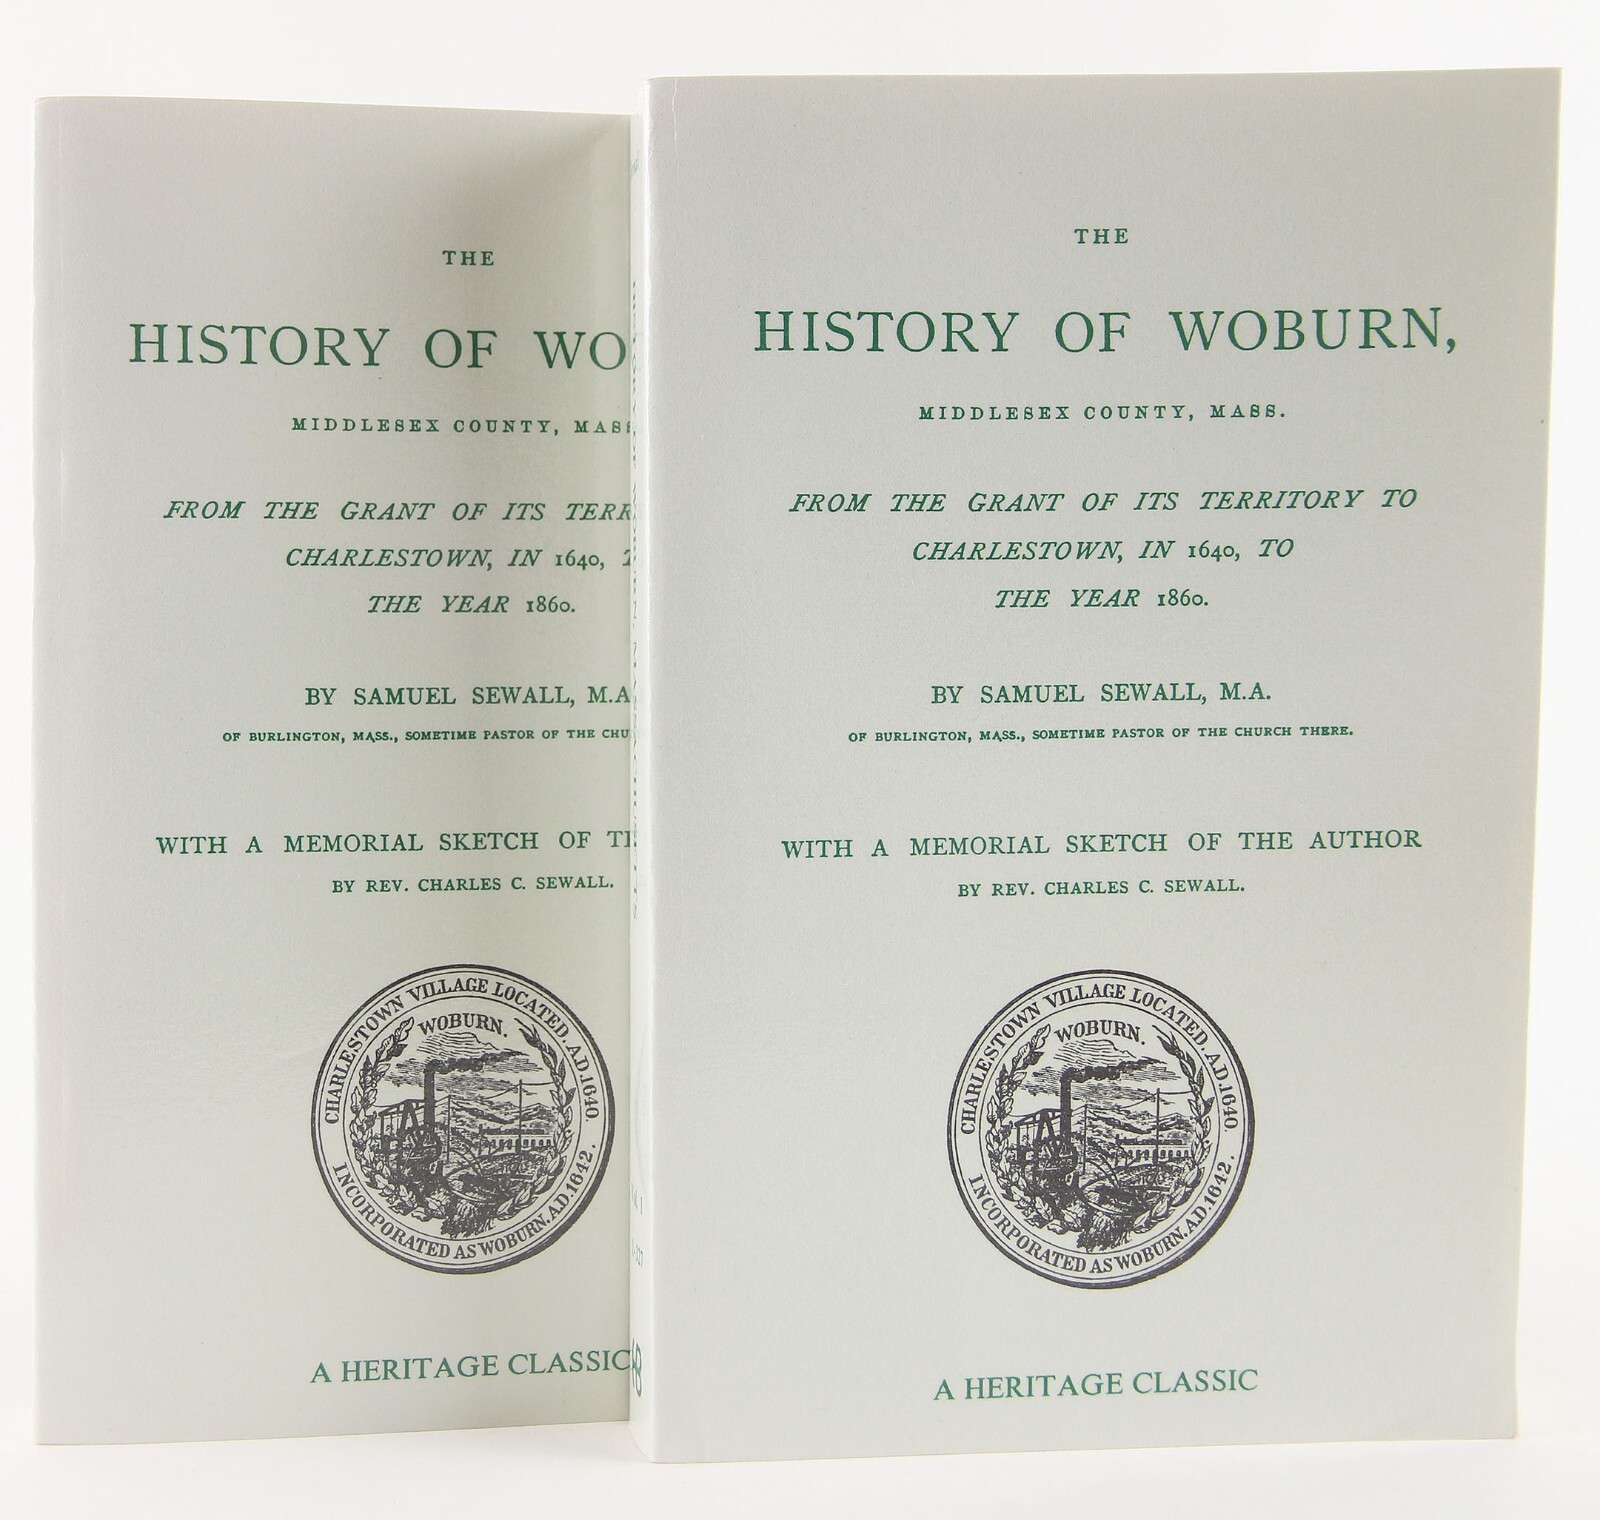 THE
HISTORY OF WO
MIDDLESEX COUNTY, MASS
FROM THE GRANT OF ITS TERR
CHARLESTOWN, IN 1640,
THE YEAR 1860.
BY SAMUEL SEWALL, M.A
OF BURLINGTON, MASS., SOMETIME PASTOR OF THE CHU
WITH A MEMORIAL SKETCH OF
BY REV. CHARLES C. SEWALL.
CHARLESTOWN VILLAGE LOCATED. A.D. 1640.
WOBURN.
INCORPORATED AS WOBURN. A.D. 1642.
A HERITAGE CLASSIC
THE
HISTORY OF WOBURN,
MIDDLESEX COUNTY, MASS.
FROM THE GRANT OF ITS TERRITORY TO
CHARLESTOWN, IN 1640, TO
THE YEAR 1860.
BY SAMUEL SEWALL, M.A.
OF BURLINGTON, MASS., SOMETIME PASTOR OF THE CHURCH THERE.
WITH A MEMORIAL SKETCH OF THE AUTHOR
BY REV. CHARLES C. SEWALL.
CHARLESTOWN VILLAGE LOCATED. A.D. 1640.
WOBURN.
INCORPORATED AS WOBURN. A.D. 1642.
A HERITAGE CLASSIC